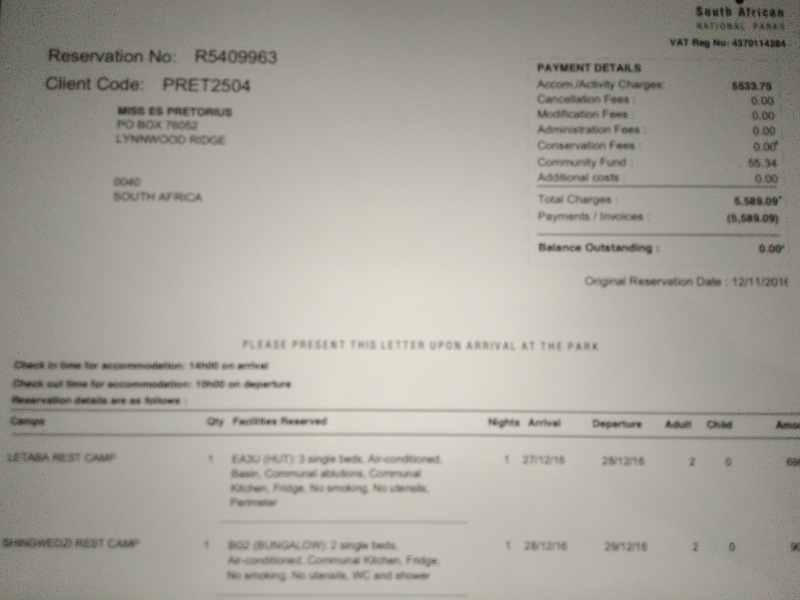 South African
NATIONAL PARKS
VAT Reg No: 4370114284
Reservation No: R5409963
Client Code: PRET2504
MISS ES PRETORIUS
PO BOX 76052
LYNNWOOD RIDGE
0040
SOUTH AFRICA
PAYMENT DETAILS
Accom./Activity Charges: 5533.75
Cancellation Fees : 0.00
Modification Fees : 0.00
Administration Fees : 0.00
Conservation Fees : 0.00
Community Fund : 55.34
Additional costs : 0.00
Total Charges : 5,589.09
Payments / Invoices : (5,589.09)
Balance Outstanding : 0.00
Original Reservation Date : 12/11/2016
PLEASE PRESENT THIS LETTER UPON ARRIVAL AT THE PARK
Check in time for accommodation: 14h00 on arrival
Check out time for accommodation: 10h00 on departure
Reservation details are as follows :
Camps Qty Facilities Reserved Nights Arrival Departure Adult Child
LETABA REST CAMP 1 EA3U (HUT): 3 single beds, Air-conditioned, 1 27/12/16 28/12/16 2 0
Basin, Communal ablutions, Communal
Kitchen, Fridge, No smoking, No utensils,
Perimeter
SHINGWEDZI REST CAMP 1 BG2 (BUNGALOW): 2 single beds, 1 28/12/16 29/12/16 2 0
Air-conditioned, Communal Kitchen, Fridge,
No smoking, No utensils, WC and shower